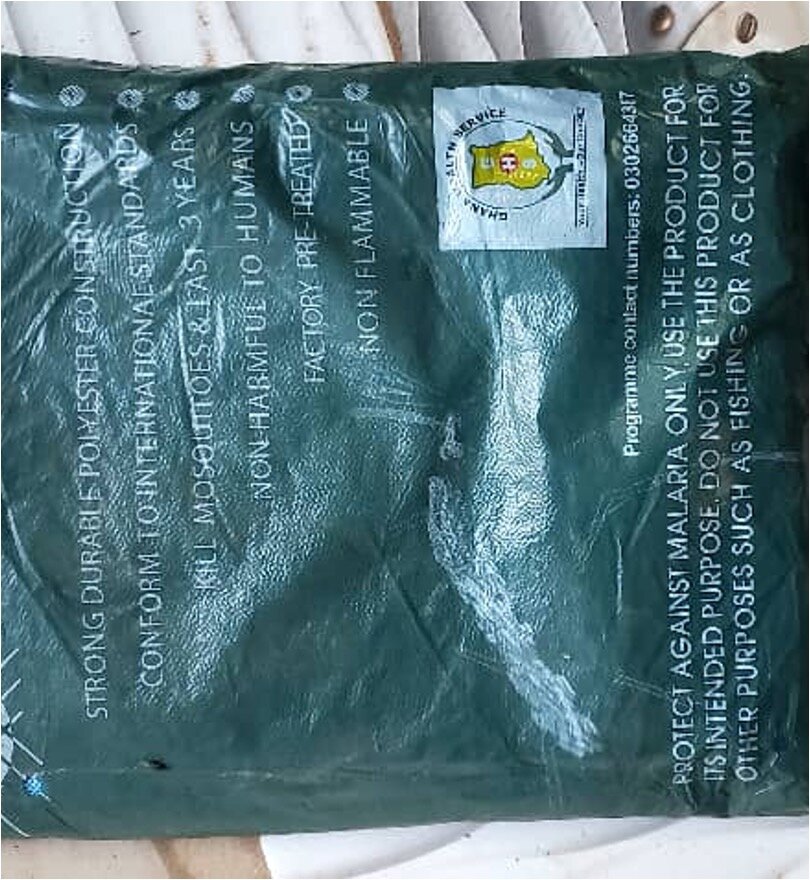 STRONG DURABLE POLYESTER CONSTRUCTION
CONFORM TO INTERNATIONAL STANDARDS
KILL MOSQUITOES & LAST 3 YEARS
NON-HARMFUL TO HUMANS
FACTORY PRE-TREATED
NON FLAMMABLE
GHANA HEALTH SERVICE
G H S
Programme contact numbers: 0302664317
PROTECT AGAINST MALARIA ONLY USE THE PRODUCT FOR
ITS INTENDED PURPOSE. DO NOT USE THIS PRODUCT FOR
OTHER PURPOSES SUCH AS FISHING OR AS CLOTHING